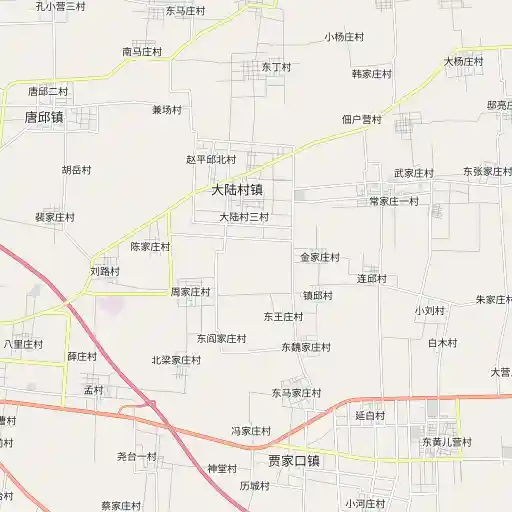 孔小营三村
东马庄村
小杨庄村
南马庄村
东丁村
韩家庄村
大杨庄村
唐邱二村
兼场村
唐邱镇
佃户营村
邸亮庄
赵平邱北村
胡岳村
武家庄村
东张家庄村
大陆村镇
常家庄一村
裴家庄村
大陆村三村
陈家庄村
金家庄村
刘路村
连邱村
周家庄村
镇邱村
朱家庄村
小刘村
东王庄村
八里庄村
东阎家庄村
白木村
薛庄村
东魏家庄村
北梁家庄村
大营
孟村
东马家庄村
曹村
延白村
冯家庄村
前村
东黄儿营村
尧台一村
贾家口镇
神堂村
历城村
台村
蔡家庄村
小河庄村